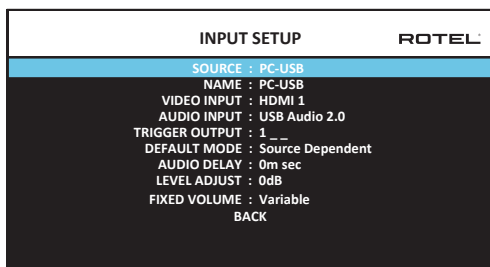 INPUT SETUP ROTEL
SOURCE : PC-USB
NAME : PC-USB
VIDEO INPUT : HDMI 1
AUDIO INPUT : USB Audio 2.0
TRIGGER OUTPUT : 1 _ _
DEFAULT MODE : Source Dependent
AUDIO DELAY : 0m sec
LEVEL ADJUST : 0dB
FIXED VOLUME : Variable
BACK